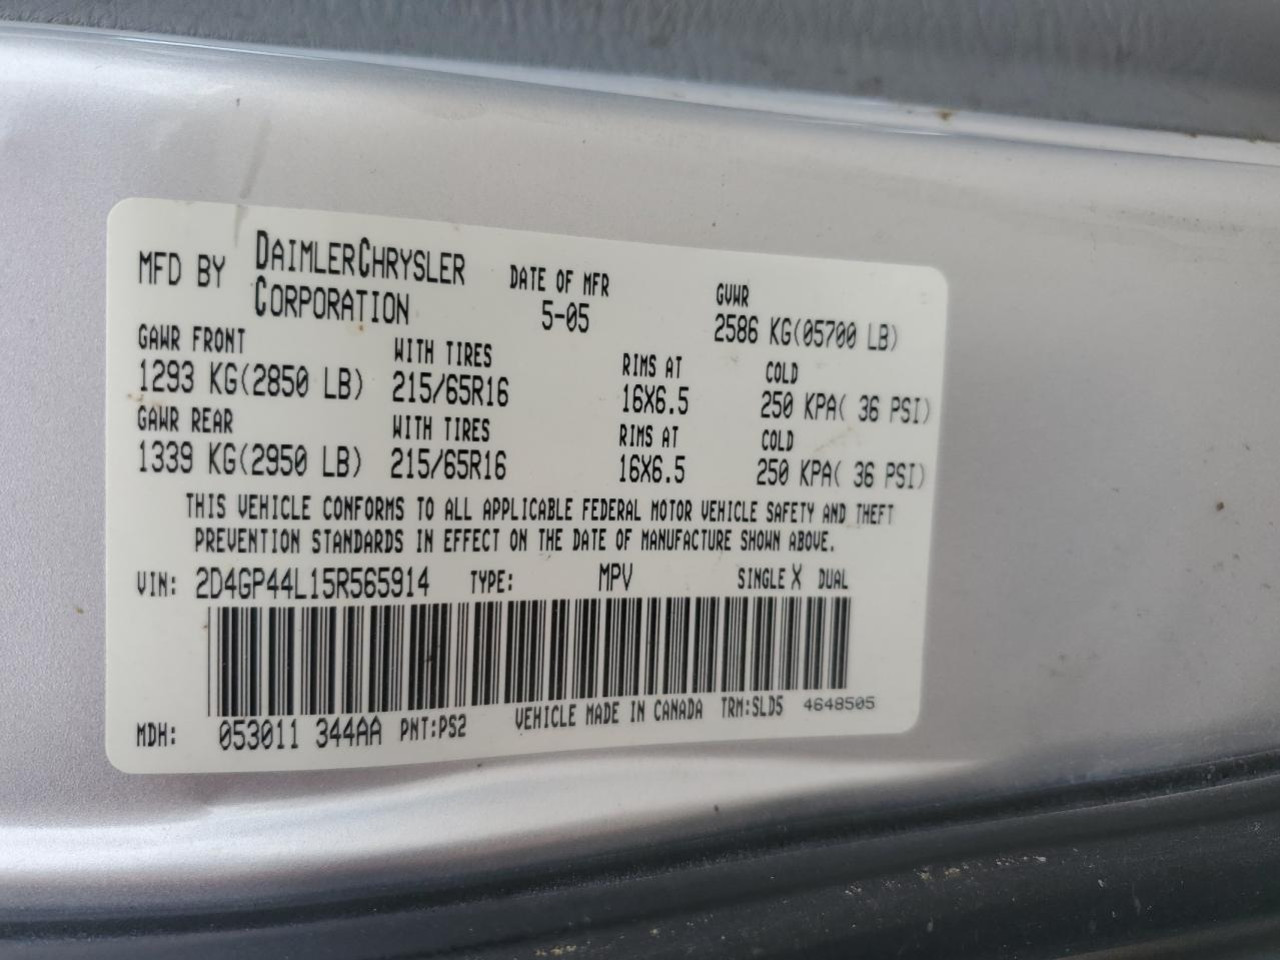 MFD BY DAIMLERCHRYSLER CORPORATION
DATE OF MFR 5-05
GVWR 2586 KG(05700 LB)
GAWR FRONT WITH TIRES RIMS AT COLD
1293 KG(2850 LB) 215/65R16 16X6.5 250 KPA( 36 PSI)
GAWR REAR WITH TIRES RIMS AT COLD
1339 KG(2950 LB) 215/65R16 16X6.5 250 KPA( 36 PSI)
THIS VEHICLE CONFORMS TO ALL APPLICABLE FEDERAL MOTOR VEHICLE SAFETY AND THEFT
PREVENTION STANDARDS IN EFFECT ON THE DATE OF MANUFACTURE SHOWN ABOVE.
VIN: 2D4GP44L15R565914 TYPE: MPV SINGLE X DUAL
MDH: 053011 344AA PNT:PS2 VEHICLE MADE IN CANADA TRM:SLD5 4648505